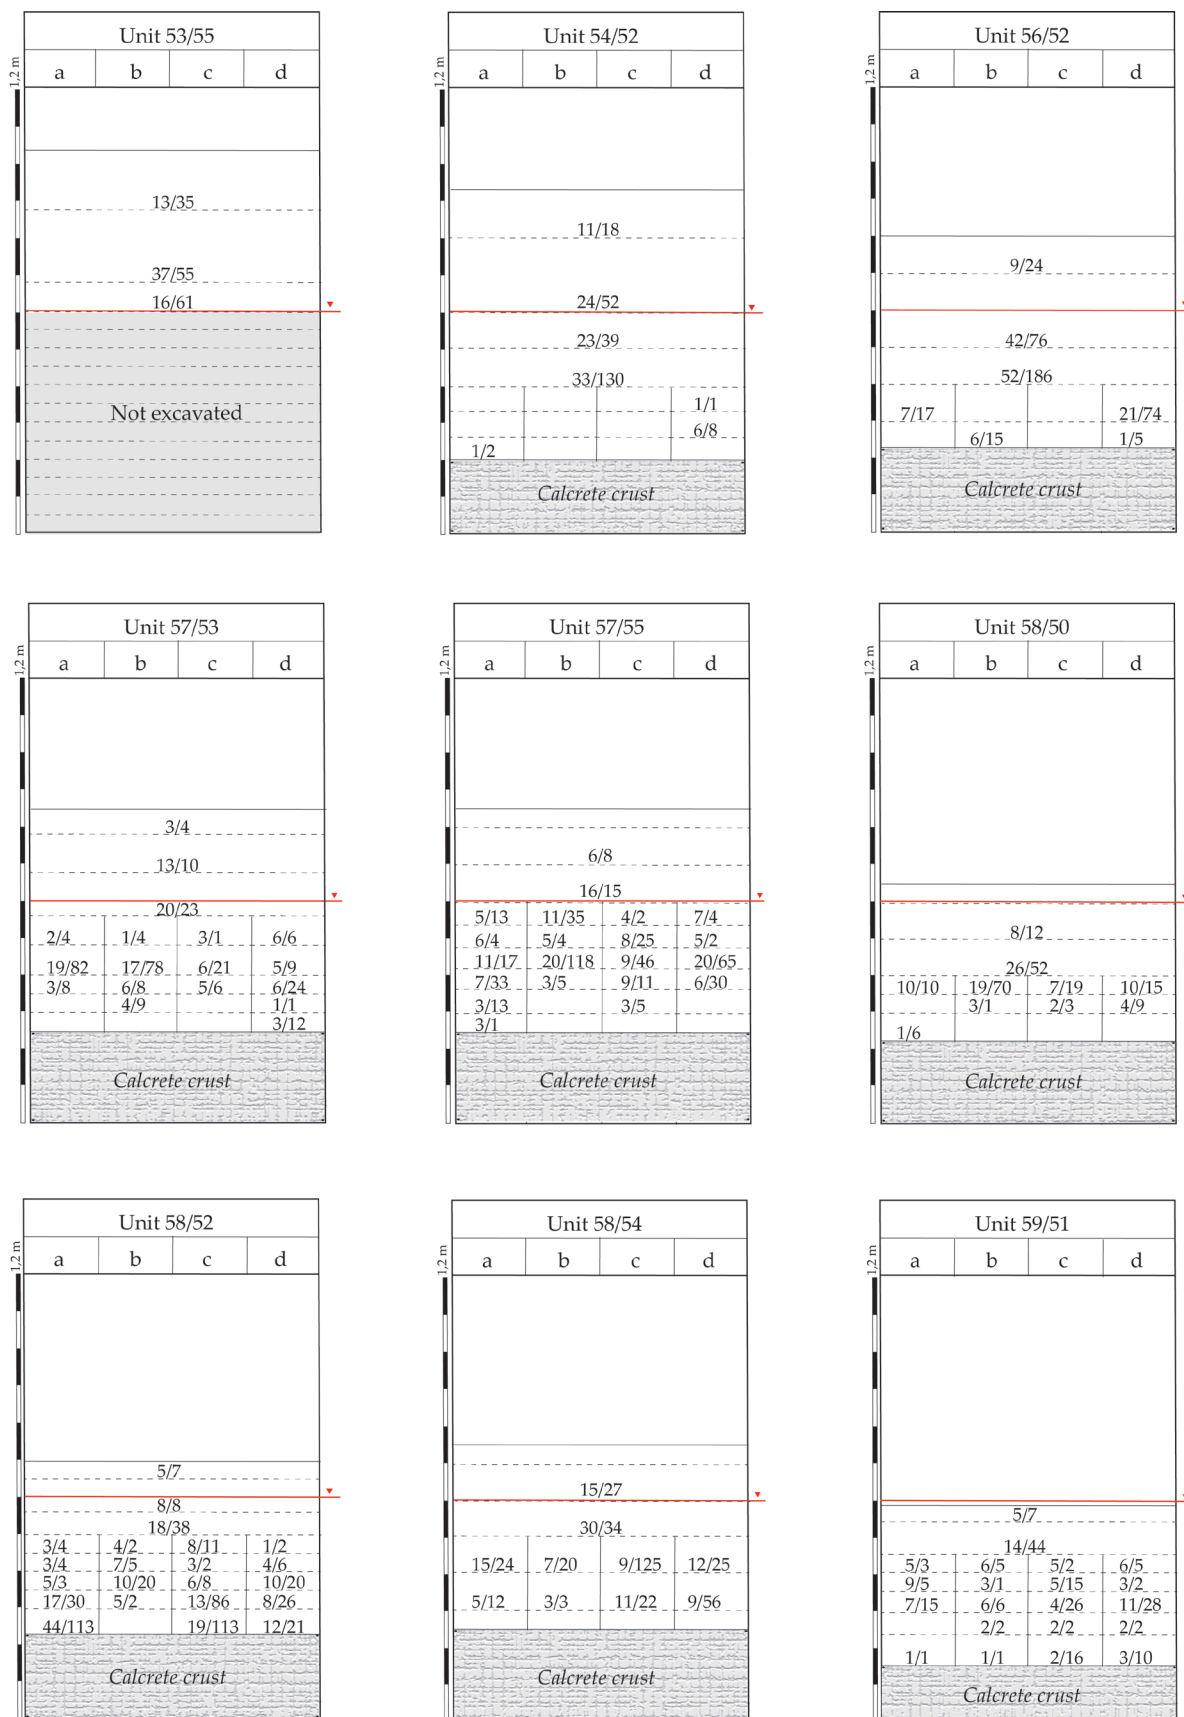 Unit 53/55
a b c d
1,2 m
13/35
37/55
16/61
Not excavated
Unit 54/52
a b c d
1,2 m
11/18
24/52
23/39
33/130
1/1
6/8
1/2
Calcrete crust
Unit 56/52
a b c d
1,2 m
9/24
42/76
52/186
7/17 21/74
6/15 1/5
Calcrete crust
Unit 57/53
a b c d
1,2 m
3/4
13/10
20/23
2/4 1/4 3/1 6/6
19/82 17/78 6/21 5/9
3/8 6/8 5/6 6/24
4/9 1/1
3/12
Calcrete crust
Unit 57/55
a b c d
1,2 m
6/8
16/15
5/13 11/35 4/2 7/4
6/4 5/4 8/25 5/2
11/17 20/118 9/46 20/65
7/33 3/5 9/11 6/30
3/13 3/5
3/1
Calcrete crust
Unit 58/50
a b c d
1,2 m
8/12
26/52
10/10 19/70 7/19 10/15
3/1 2/3 4/9
1/6
Calcrete crust
Unit 58/52
a b c d
1,2 m
5/7
8/8
18/38
3/4 4/2 8/11 1/2
3/4 7/5 3/2 4/6
5/3 10/20 6/8 10/20
17/30 5/2 13/86 8/26
44/113 19/113 12/21
Calcrete crust
Unit 58/54
a b c d
1,2 m
15/27
30/34
15/24 7/20 9/125 12/25
5/12 3/3 11/22 9/56
Calcrete crust
Unit 59/51
a b c d
1,2 m
5/7
14/44
5/3 6/5 5/2 6/5
9/5 3/1 5/15 3/2
7/15 6/6 4/26 11/28
2/2 2/2 2/2
1/1 1/1 2/16 3/10
Calcrete crust